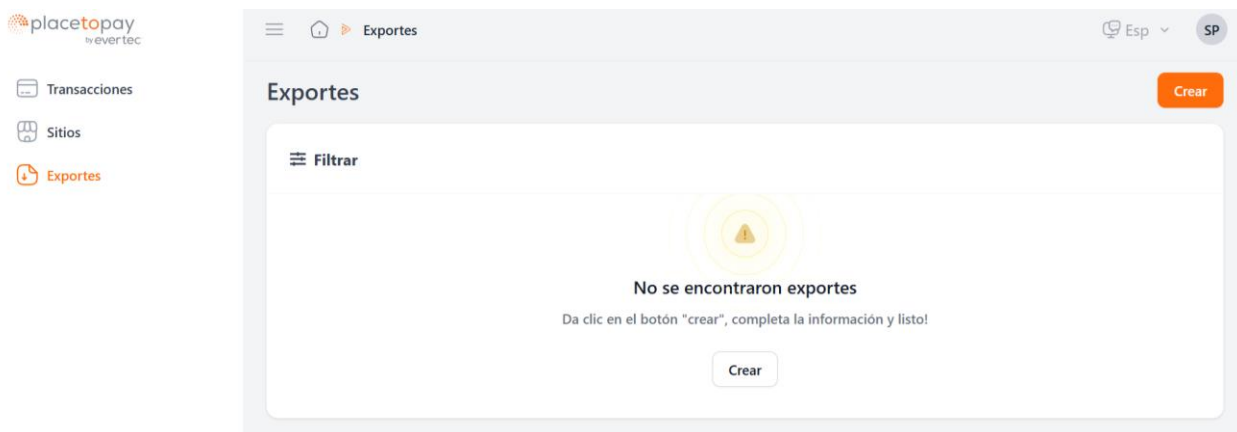 placetopay
by evertec
Exportes
Esp
SP
Transacciones
Sitios
Exportes
Exportes
Crear
Filtrar
No se encontraron exportes
Da clic en el botón "crear", completa la información y listo!
Crear